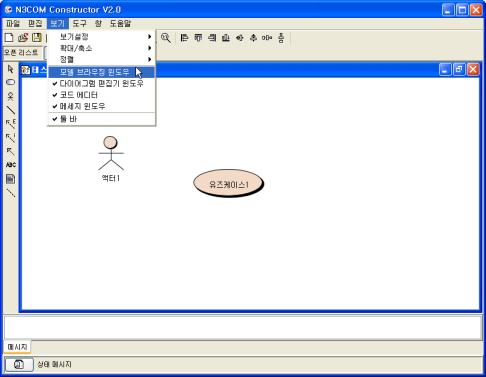 N3COM Constructor V2.0
파일 편집 보기 도구 창 도움말
오픈 리스트
보기설정
확대/축소
정렬
모델 브라우징 윈도우
다이어그램 편집기 윈도우
코드 에디터
메세지 윈도우
툴 바
테스
E
I
ABC
액터1
유즈케이스1
메시지
상태 메시지